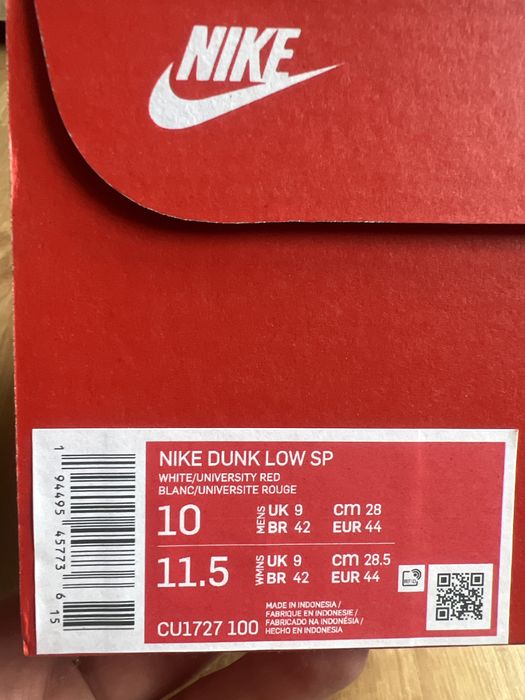 NIKE
NIKE DUNK LOW SP
WHITE/UNIVERSITY RED
BLANC/UNIVERSITE ROUGE
10 MENS UK 9 cm 28
BR 42 EUR 44
11.5 WMNS UK 9 cm 28.5
BR 42 EUR 44
CU1727 100
MADE IN INDONESIA /
FABRIQUE EN INDONESIE /
FABRICADO NA INDONÉSIA /
HECHO EN INDONESIA
1 94495 45773 6 15